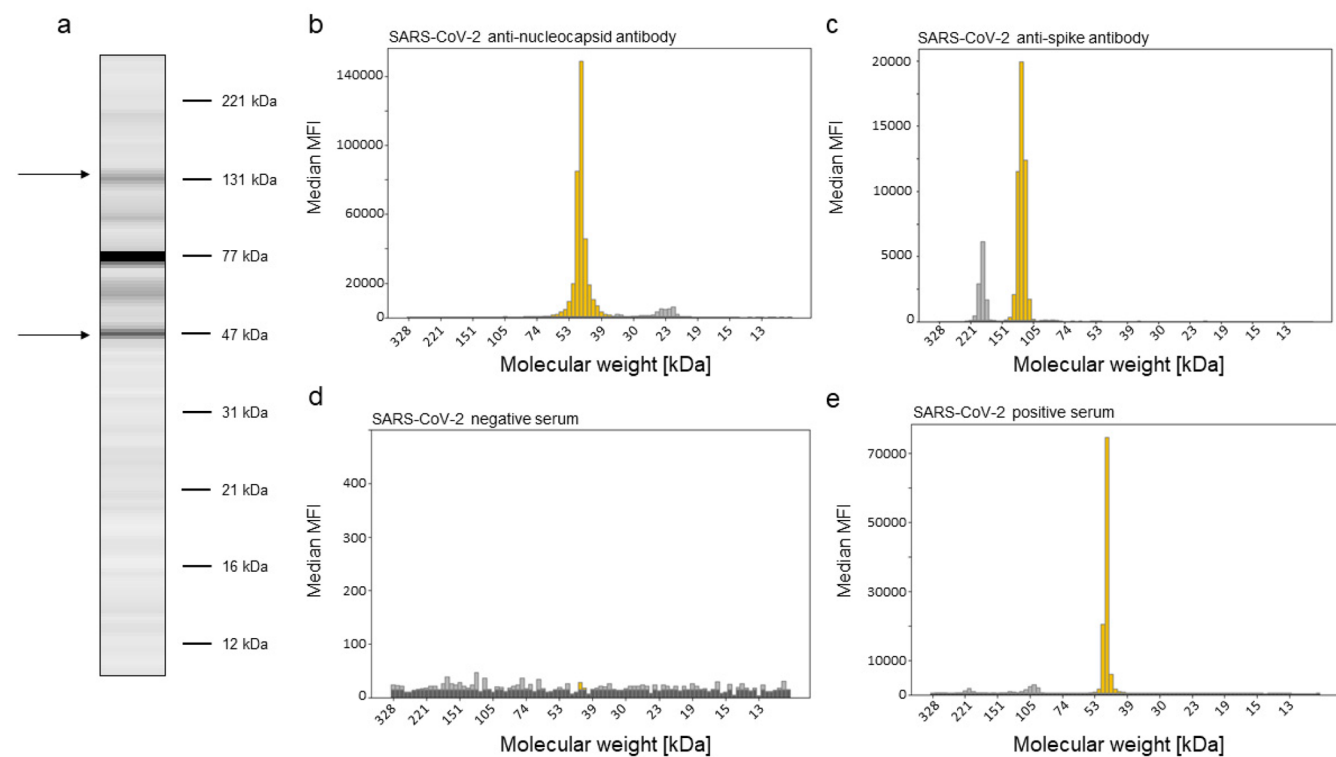 a
221 kDa
131 kDa
77 kDa
47 kDa
31 kDa
21 kDa
16 kDa
12 kDa
b
SARS-CoV-2 anti-nucleocapsid antibody
Median MFI
140000
100000
60000
20000
0
328 221 151 105 74 53 39 30 23 19 15 13
Molecular weight [kDa]
c
SARS-CoV-2 anti-spike antibody
Median MFI
20000
15000
10000
5000
0
328 221 151 105 74 53 39 30 23 19 15 13
Molecular weight [kDa]
d
SARS-CoV-2 negative serum
Median MFI
400
300
200
100
0
328 221 151 105 74 53 39 30 23 19 15 13
Molecular weight [kDa]
e
SARS-CoV-2 positive serum
Median MFI
70000
50000
30000
10000
0
328 221 151 105 74 53 39 30 23 19 15 13
Molecular weight [kDa]